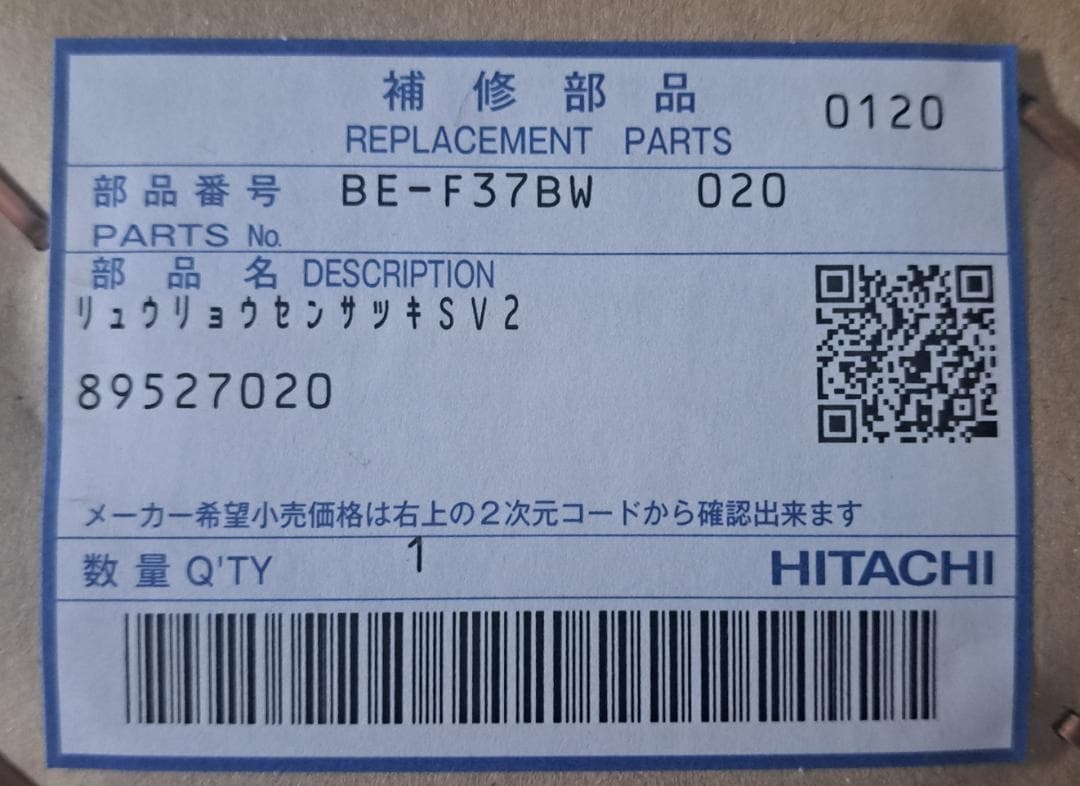 補修部品 0120
REPLACEMENT PARTS
部品番号 BE-F37BW 020
PARTS No.
部品名 DESCRIPTION
リュウリョウセンサツキSV2
89527020
メーカー希望小売価格は右上の2次元コードから確認出来ます
数量 Q'TY 1 HITACHI